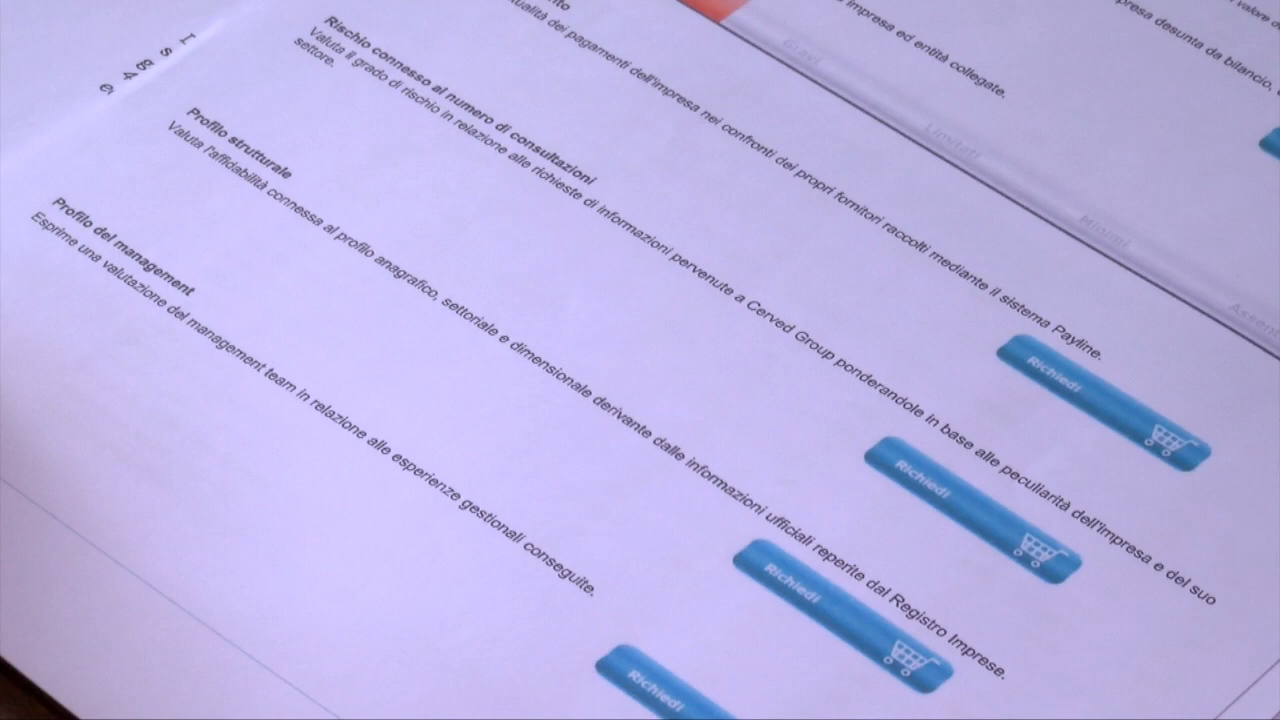 impresa ed entità collegate.
presa desunta da bilancio,
valore
Gravi
Limitati
Minimi
dei pagamenti dell'impresa nei confronti dei propri fornitori raccolti mediante il sistema Payline.
Richiedi
Rischio connesso al numero di consultazioni
Valuta il grado di rischio in relazione alle richieste di informazioni pervenute a Cerved Group ponderandole in base alle peculiarità dell'impresa e del suo
settore.
Richiedi
Profilo strutturale
Valuta l'affidabilità connessa al profilo anagrafico, settoriale e dimensionale derivante dalle informazioni ufficiali reperite dal Registro Imprese.
Richiedi
Profilo del management
Esprime una valutazione del management team in relazione alle esperienze gestionali conseguite.
Richiedi